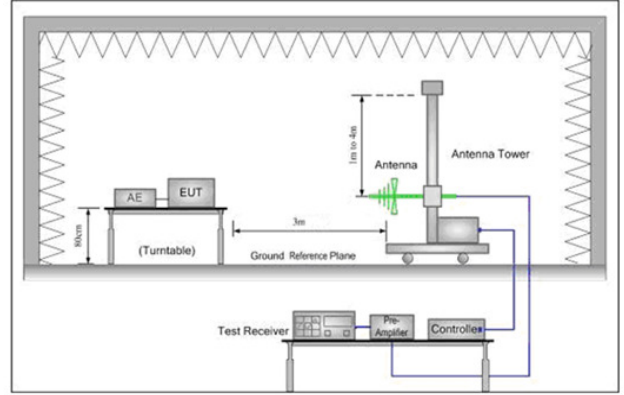 1m to 4m
Antenna
Antenna Tower
AE
EUT
80cm
3m
(Turntable)
Ground Reference Plane
Test Receiver
Pre-
Amplifier
Controller